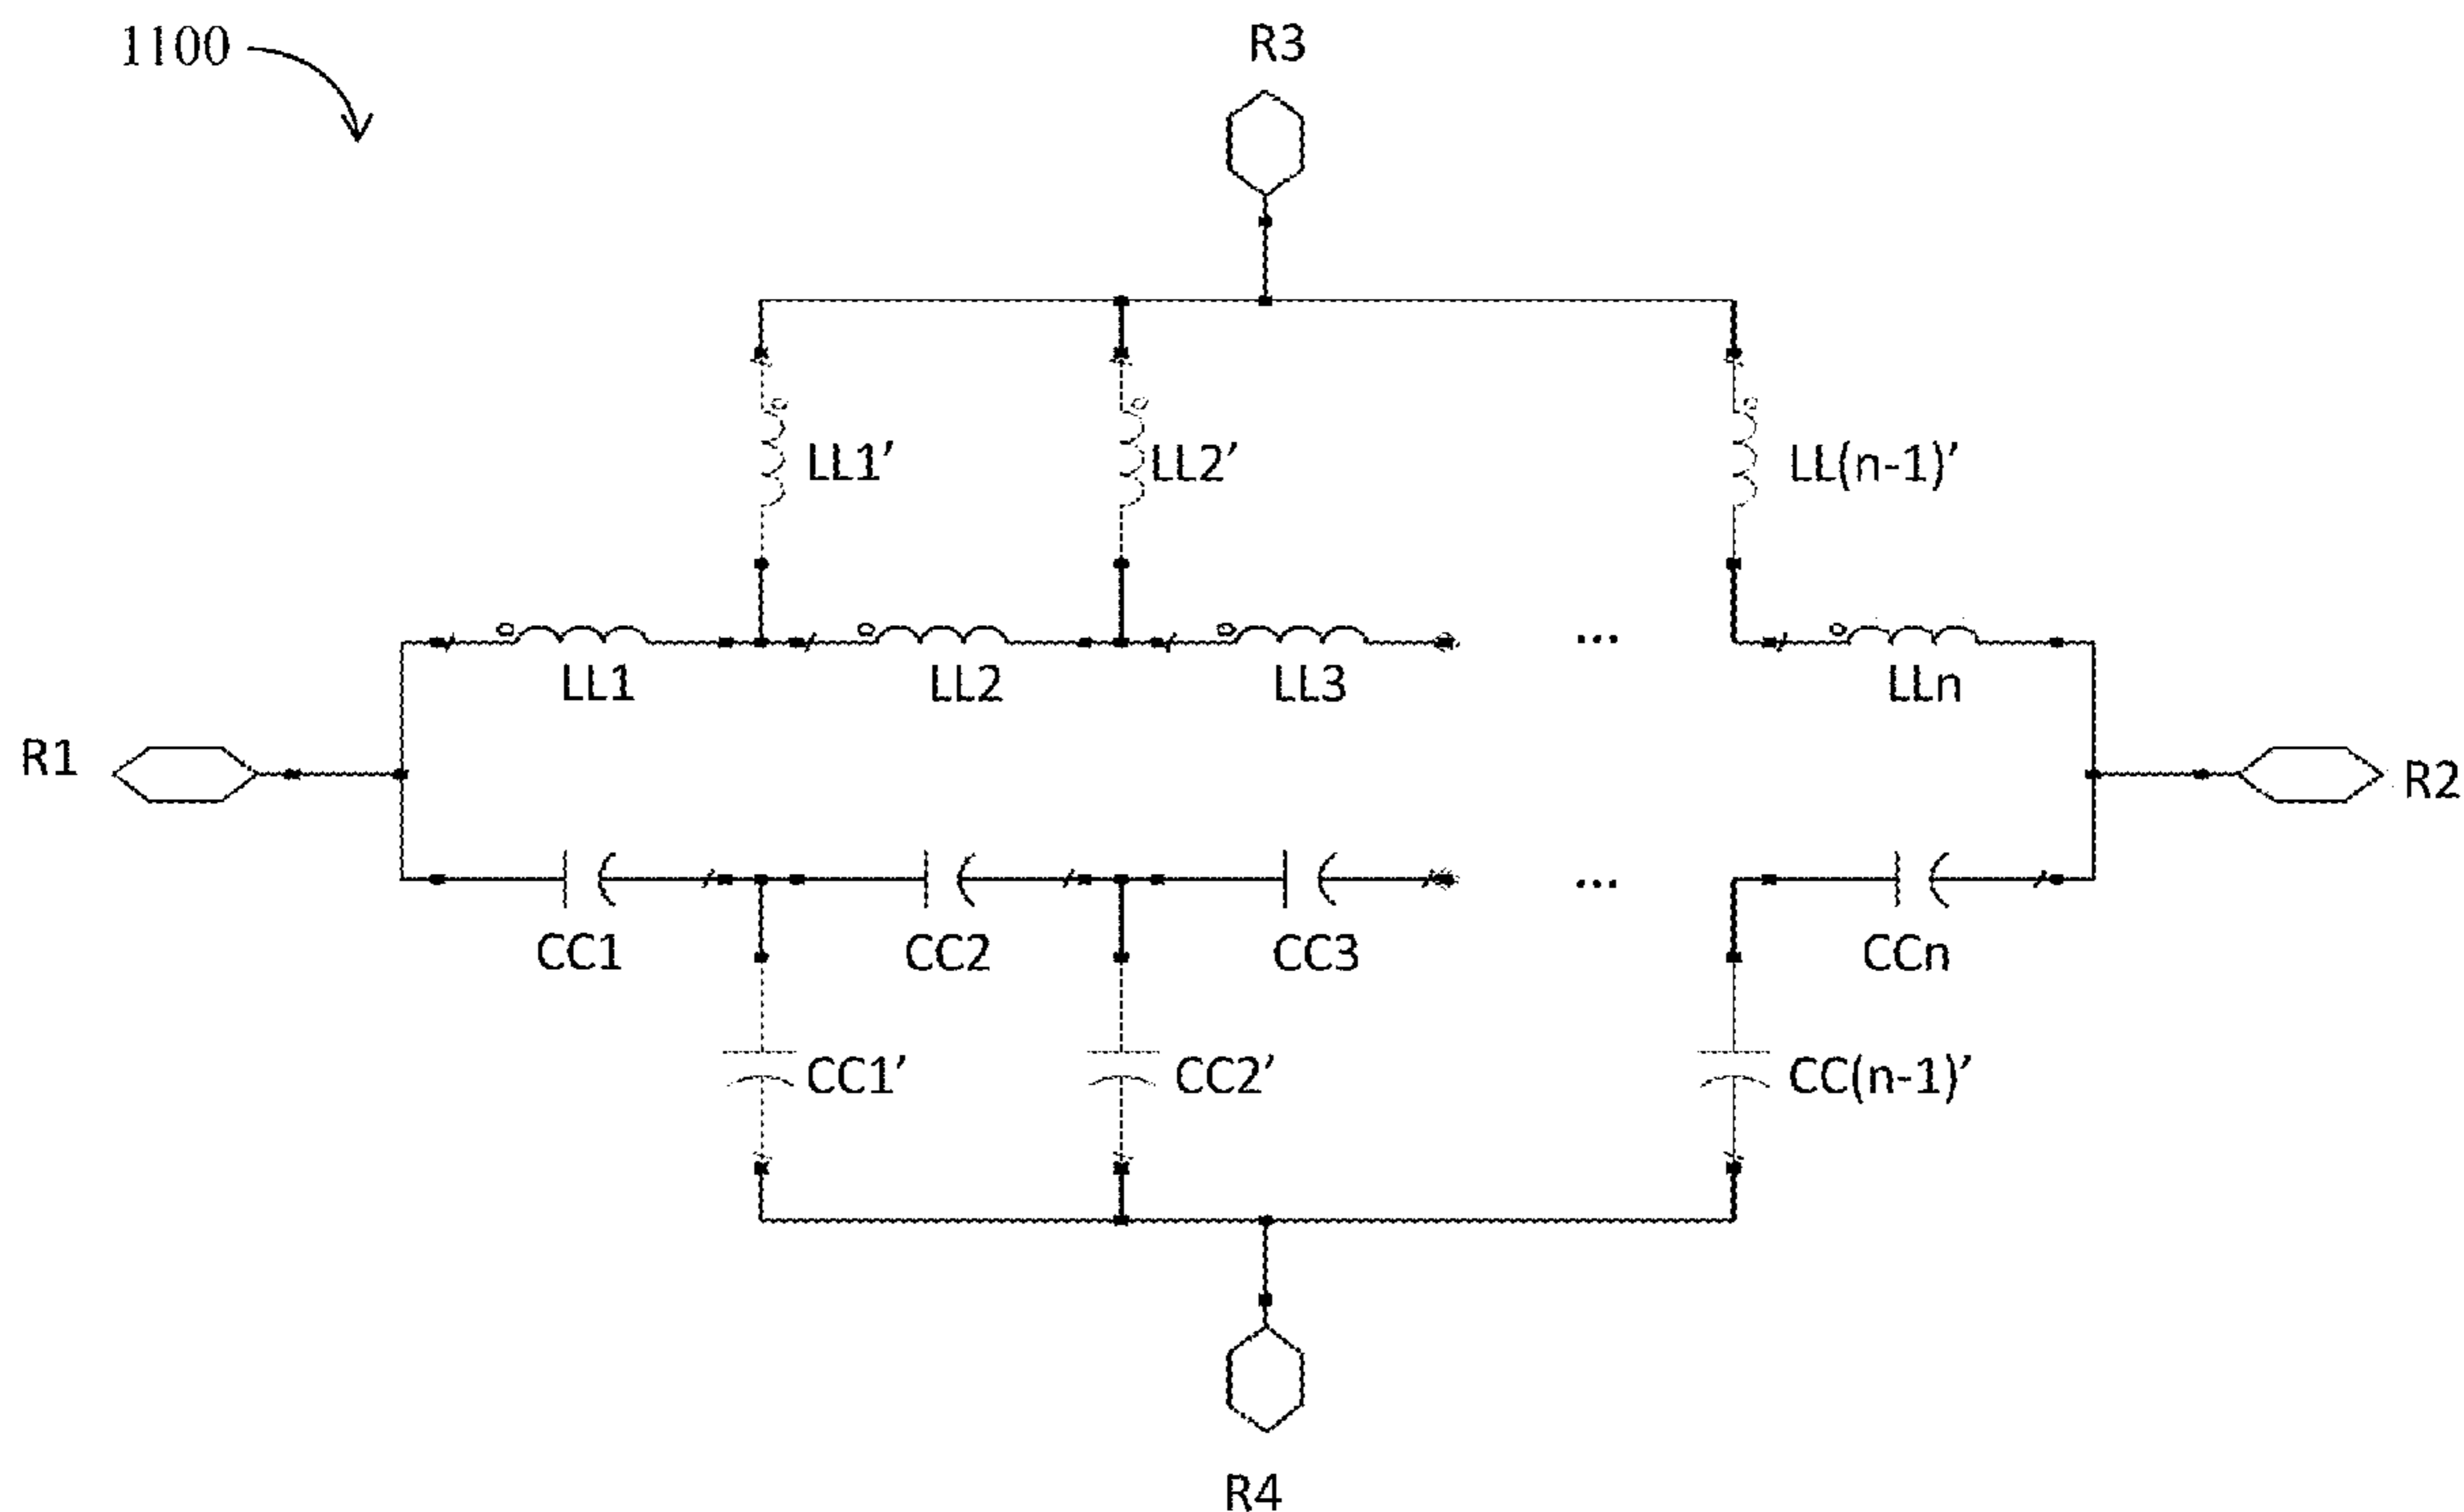 1100
R3
LL1’ LL2’ LL(n-1)’
... 
LL1 LL2 LL3 LLn
R1 R2
...
CC1 CC2 CC3 CCn
CC1’ CC2’ CC(n-1)’
R4